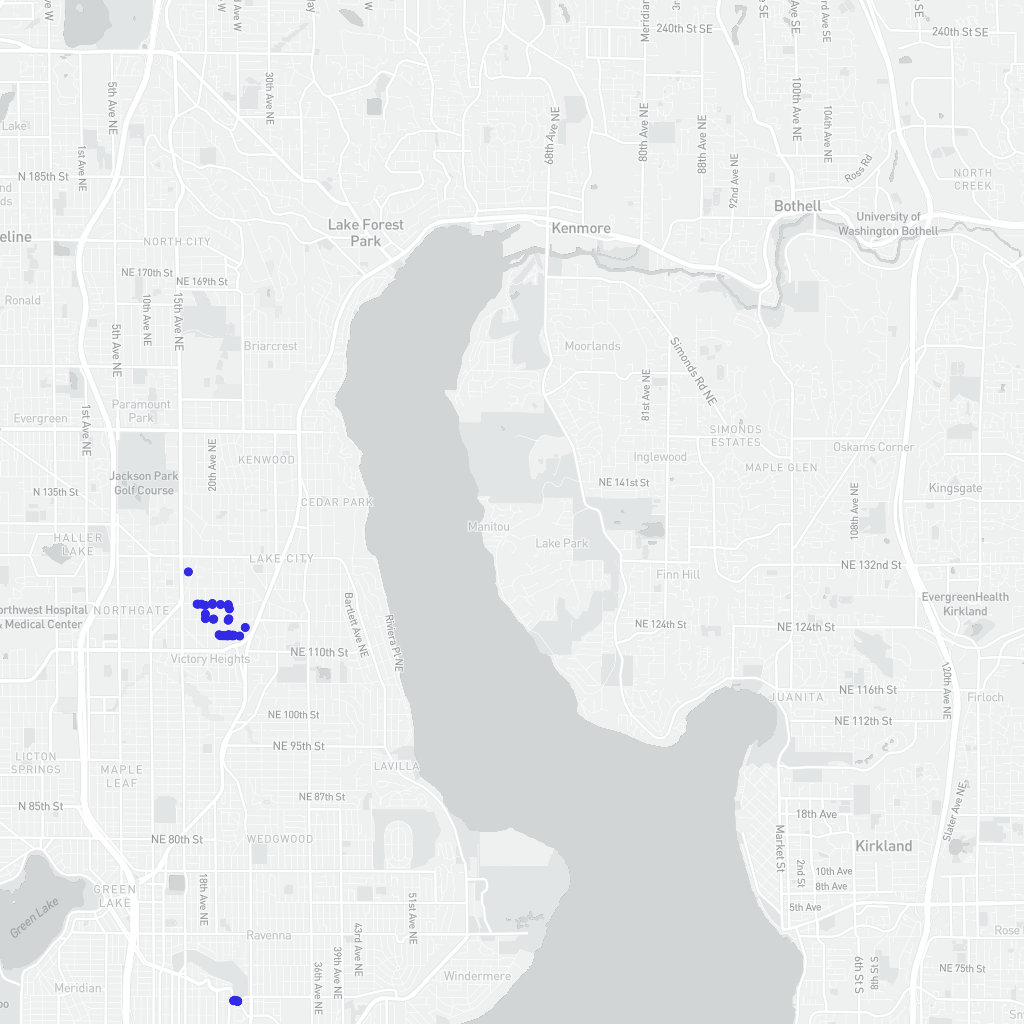 240th St SE
240th St SE
5th Ave NE
30th Ave NE
68th Ave NE
80th Ave NE
88th Ave NE
92nd Ave NE
100th Ave NE
104th Ave NE
Ross Rd
1st Ave NE
N 185th St
NORTH
CREEK
Lake Forest
Park
Kenmore
Bothell
University of
Washington Bothell
NORTH CITY
NE 170th St
NE 169th St
Ronald
10th Ave NE
15th Ave NE
5th Ave NE
Briarcrest
Moorlands
Simonds Rd NE
81st Ave NE
Paramount
Park
Evergreen
1st Ave NE
20th Ave NE
KENWOOD
SIMONDS
ESTATES
Oskams Corner
Inglewood
MAPLE GLEN
Jackson Park
Golf Course
N 135th St
CEDAR PARK
NE 141st St
108th Ave NE
Kingsgate
HALLER
LAKE
LAKE CITY
Manitou
Lake Park
Finn Hill
NE 132nd St
EvergreenHealth
Kirkland
NORTHGATE
Bartlett Ave NE
Riviera Pl NE
NE 124th St
NE 124th St
Victory Heights
NE 110th St
120th Ave NE
NE 116th St
JUANITA
Firloch
NE 100th St
NE 112th St
NE 95th St
LICTON
SPRINGS
MAPLE
LEAF
LAVILLA
NE 87th St
N 85th St
18th Ave
Slater Ave NE
NE 80th St
WEDGWOOD
Market St
Kirkland
2nd St
10th Ave
8th Ave
GREEN
LAKE
Green Lake
18th Ave NE
51st Ave NE
5th Ave
Ravenna
43rd Ave NE
39th Ave NE
36th Ave NE
Windermere
6th St S
8th St S
NE 75th St
Meridian